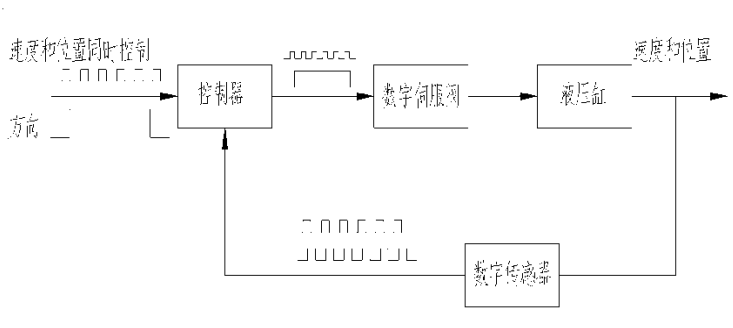 速度和位置同时控制
速度和位置
控制器
数字伺服阀
液压缸
方向
数字传感器